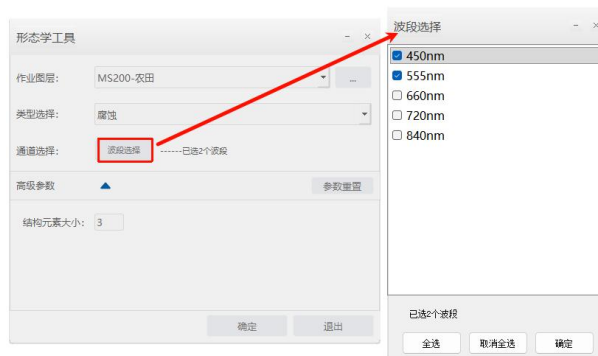 形态学工具
作业图层: MS200-农田 ...
类型选择: 腐蚀
通道选择: 波段选择 ------已选2个波段
高级参数 参数重置
结构元素大小: 3
确定 退出
波段选择
450nm
555nm
660nm
720nm
840nm
已选2个波段
全选 取消全选 确定